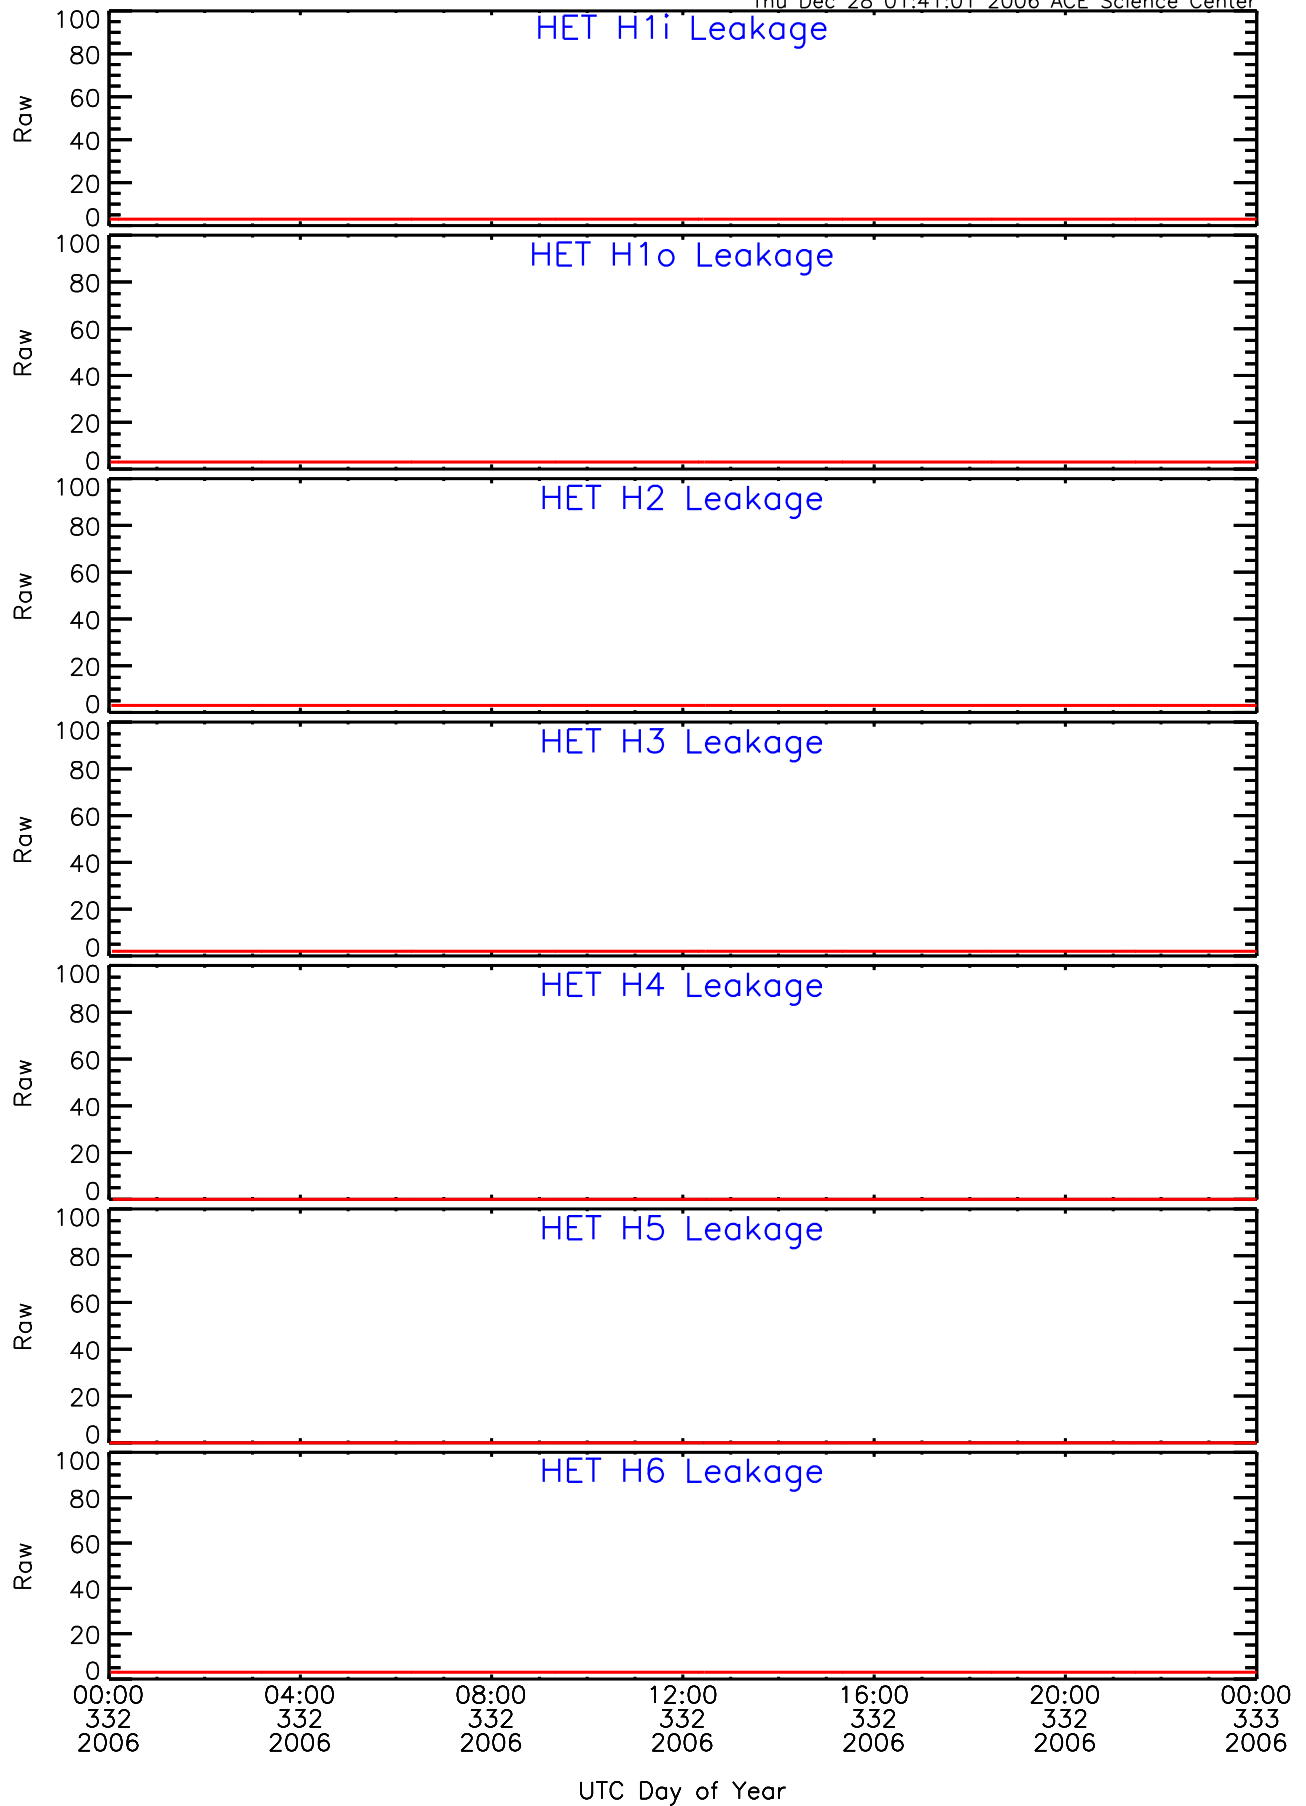 Thu Dec 28 01:41:01 2006 ACE Science Center
HET H1i Leakage
100
80
60
40
20
0
Raw
HET H1o Leakage
100
80
60
40
20
0
Raw
HET H2 Leakage
100
80
60
40
20
0
Raw
HET H3 Leakage
100
80
60
40
20
0
Raw
HET H4 Leakage
100
80
60
40
20
0
Raw
HET H5 Leakage
100
80
60
40
20
0
Raw
HET H6 Leakage
100
80
60
40
20
0
Raw
00:00 04:00 08:00 12:00 16:00 20:00 00:00
332 332 332 332 332 332 333
2006 2006 2006 2006 2006 2006 2006
UTC Day of Year